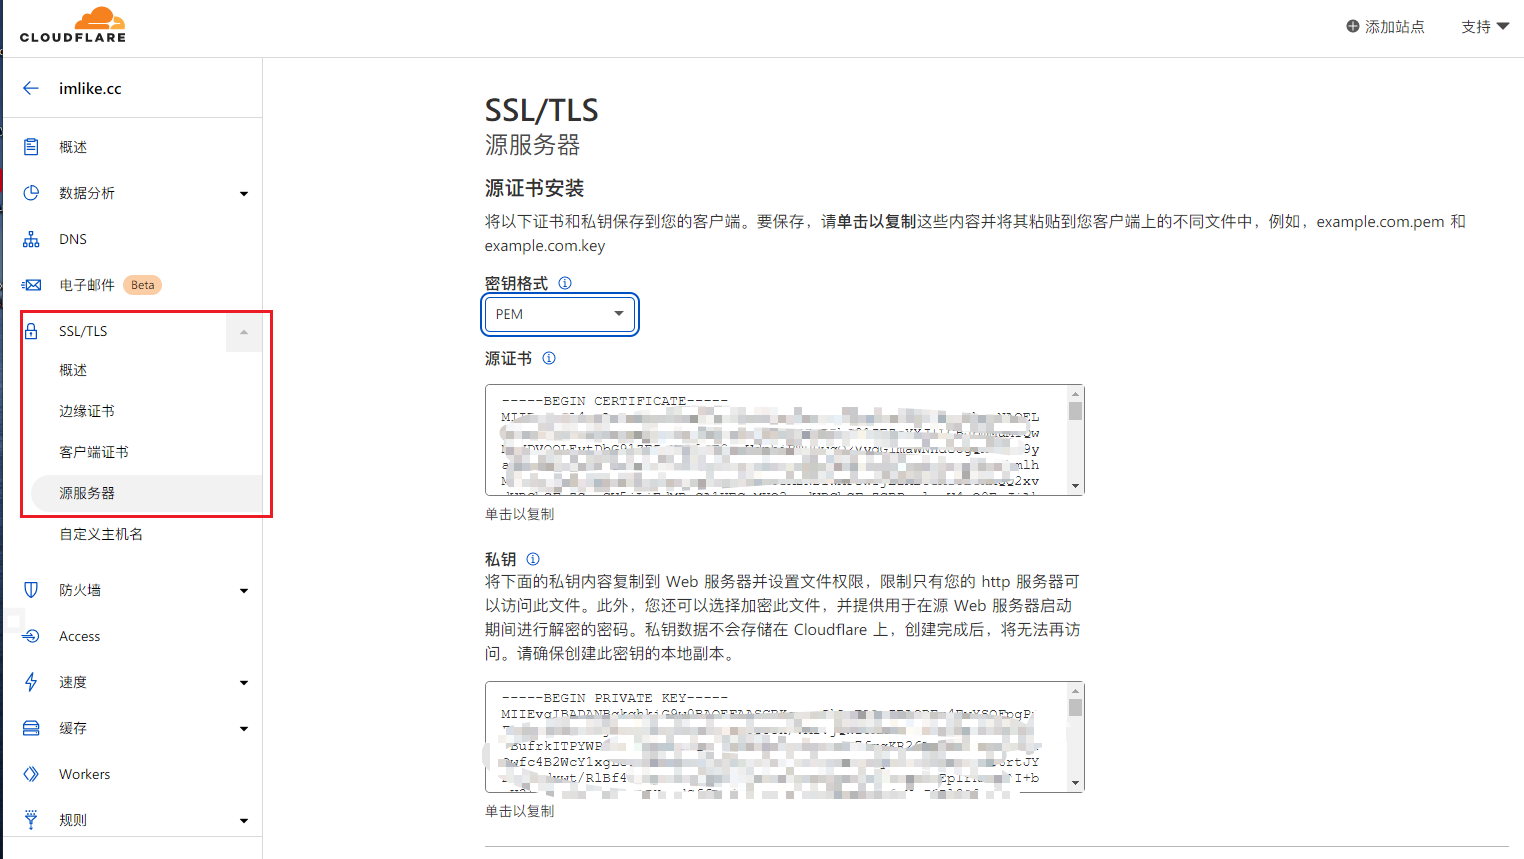 CLOUDFLARE
添加站点
支持
imlike.cc
概述
数据分析
DNS
电子邮件 Beta
SSL/TLS
概述
边缘证书
客户端证书
源服务器
自定义主机名
防火墙
Access
速度
缓存
Workers
规则
SSL/TLS
源服务器
源证书安装
将以下证书和私钥保存到您的客户端。要保存，请单击以复制这些内容并将其粘贴到您客户端上的不同文件中，例如，example.com.pem 和
example.com.key
密钥格式
PEM
源证书
-----BEGIN CERTIFICATE-----
单击以复制
私钥
将下面的私钥内容复制到 Web 服务器并设置文件权限，限制只有您的 http 服务器可
以访问此文件。此外，您还可以选择加密此文件，并提供用于在源 Web 服务器启动
期间进行解密的密码。私钥数据不会存储在 Cloudflare 上，创建完成后，将无法再访
问。请确保创建此密钥的本地副本。
-----BEGIN PRIVATE KEY-----
单击以复制